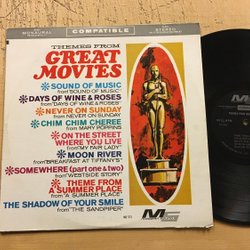 MONAURAL
COMPATIBLE
STEREO
THEMES FROM
GREAT
MOVIES
SOUND OF MUSIC
from "SOUND OF MUSIC"
DAYS OF WINE & ROSES
from "DAYS OF WINE & ROSES"
NEVER ON SUNDAY
from "NEVER ON SUNDAY"
CHIM CHIM CHEREE
from "MARY POPPINS"
ON THE STREET
WHERE YOU LIVE
from "MY FAIR LADY"
MOON RIVER
from "BREAKFAST AT TIFFANY'S"
SOMEWHERE (part one & two)
from "WESTSIDE STORY"
THEME FROM
A SUMMER PLACE
from "A SUMMER PLACE"
THE SHADOW OF YOUR SMILE
from "THE SANDPIPER"